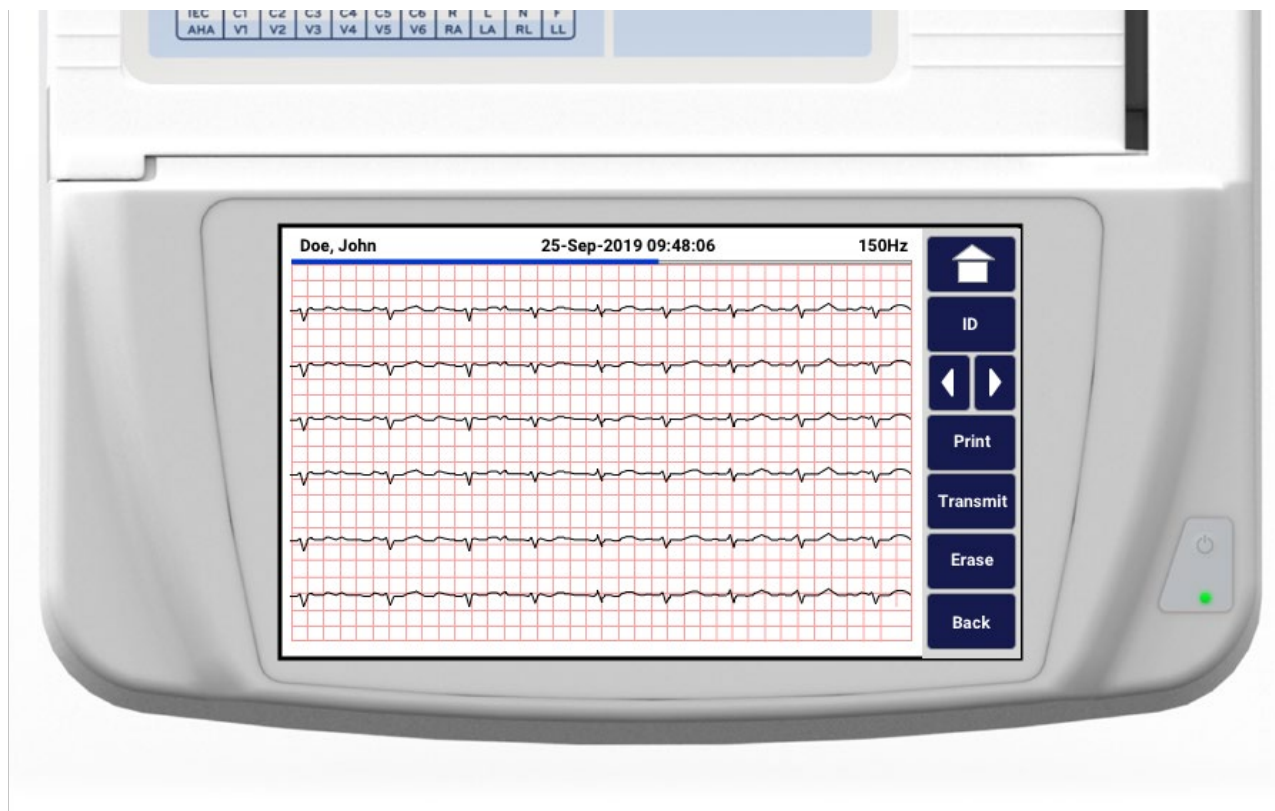 IEC C1 C2 C3 C4 C5 C6 R L N F
AHA V1 V2 V3 V4 V5 V6 RA LA RL LL
Doe, John 25-Sep-2019 09:48:06 150Hz
ID
Print
Transmit
Erase
Back